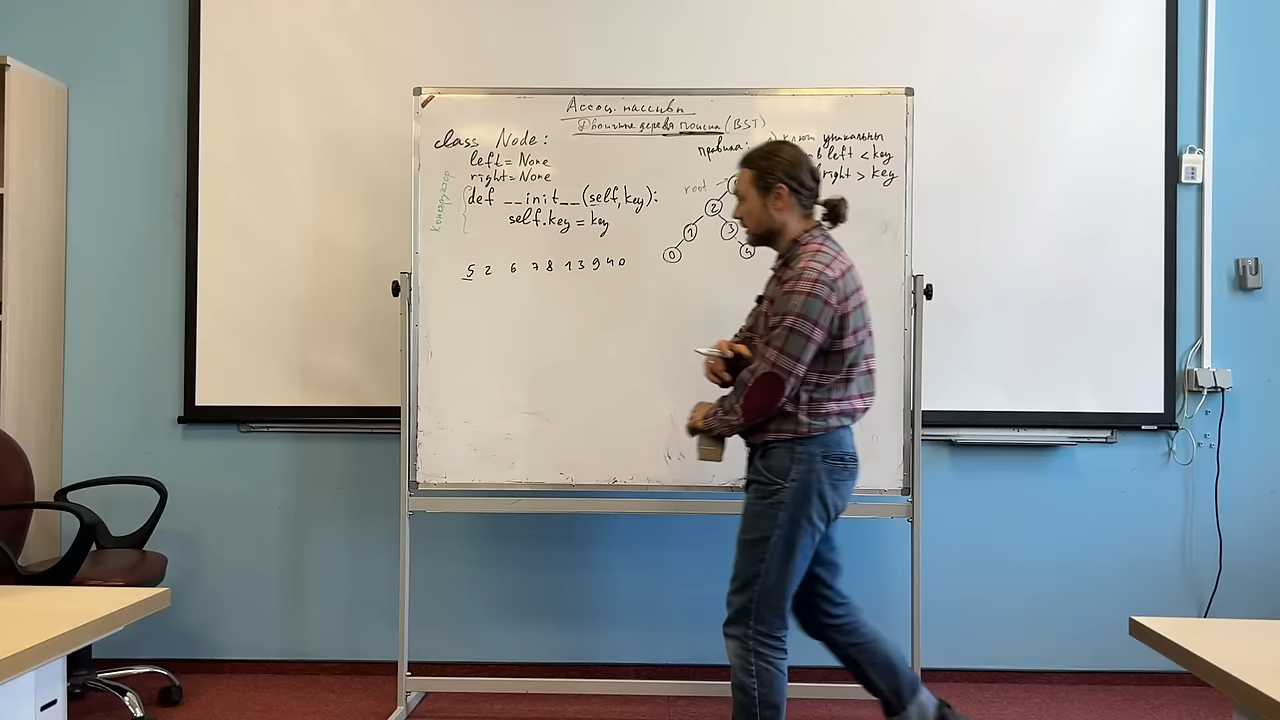 Ассоц. массивы
Двоичные деревья поиска (BST)
class Node:
left = None
right = None
def __init__(self, key):
self.key = key
Конструктор
5 2 6 7 8 1 3 9 4 0
правила: ключи уникальны
в left < key
right > key
root
2
1 3
0 4